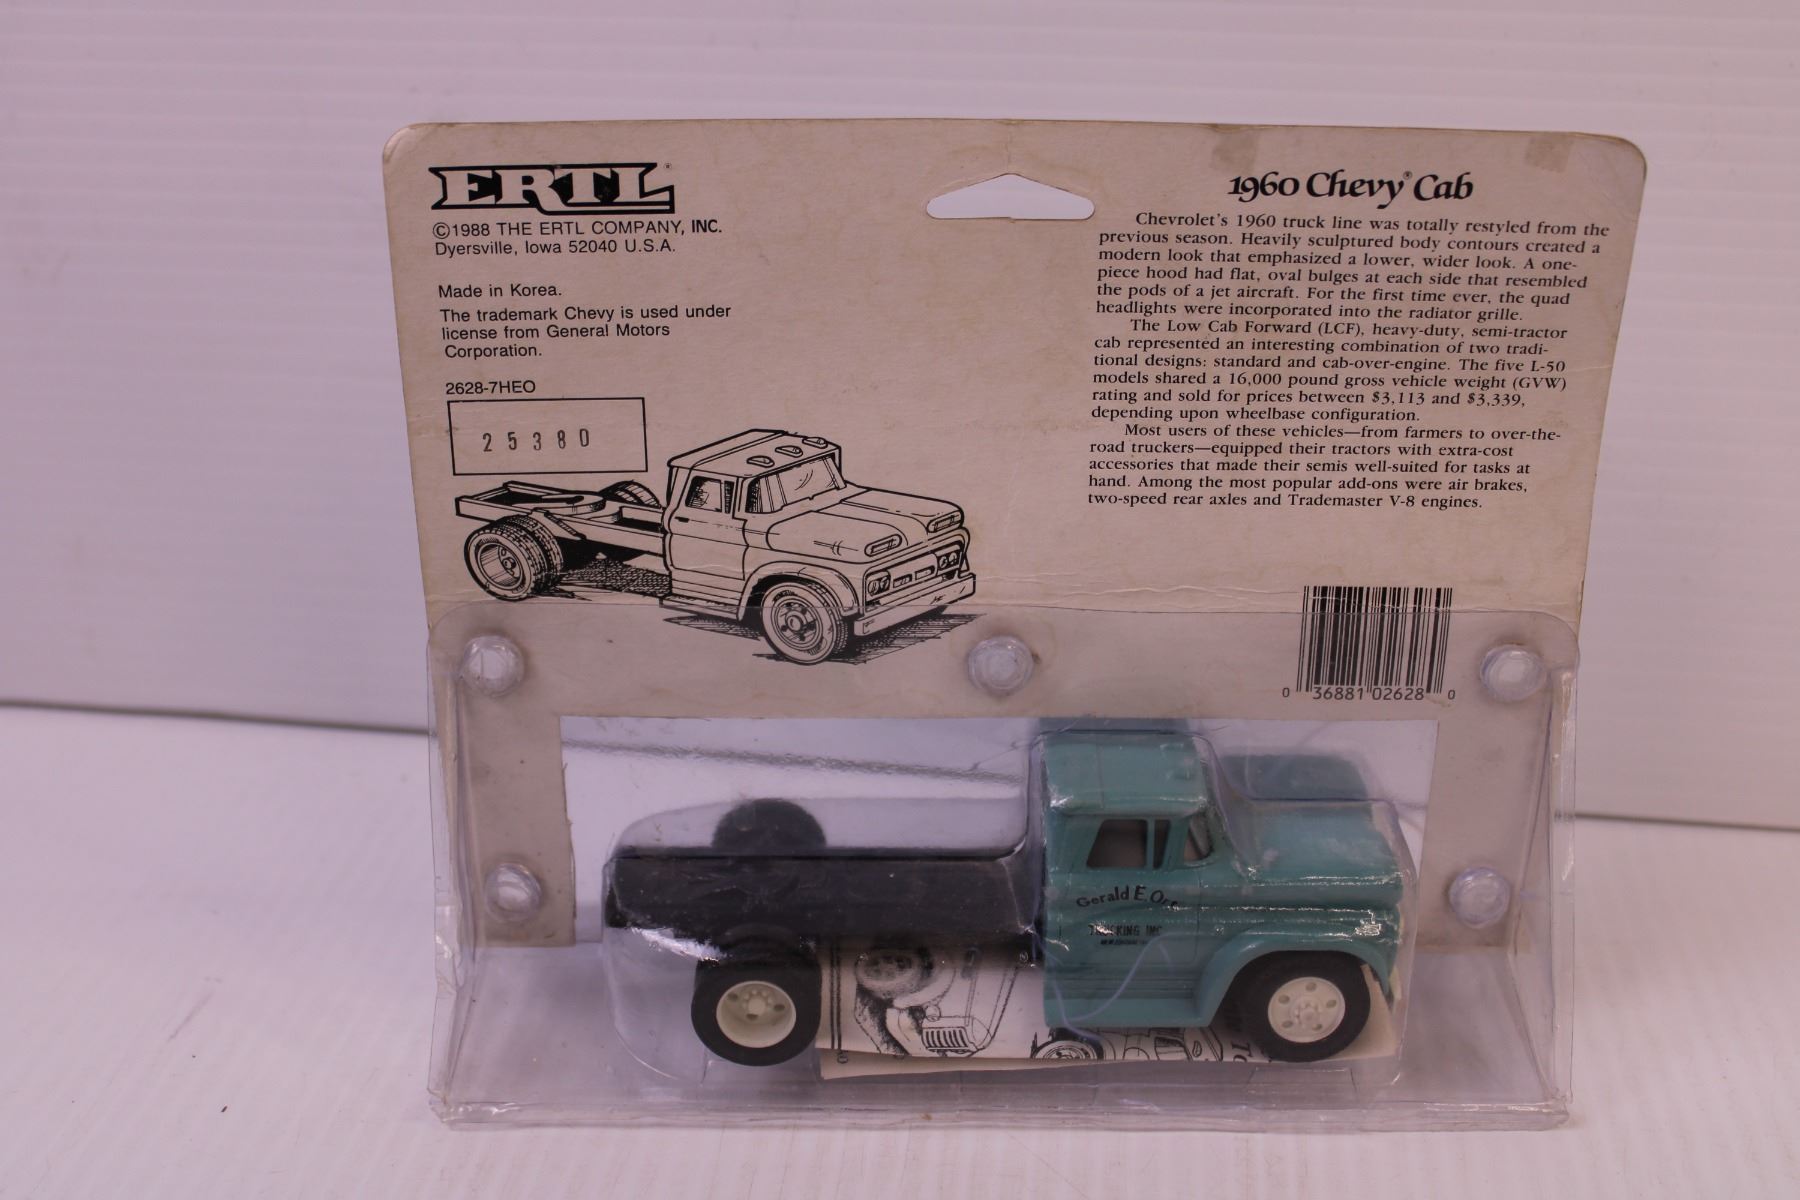 ERTL®
©1988 THE ERTL COMPANY, INC.
Dyersville, Iowa 52040 U.S.A.
Made in Korea.
The trademark Chevy is used under
license from General Motors
Corporation.
2628-7HEO
25380
1960 Chevy® Cab
Chevrolet's 1960 truck line was totally restyled from the
previous season. Heavily sculptured body contours created a
modern look that emphasized a lower, wider look. A one-
piece hood had flat, oval bulges at each side that resembled
the pods of a jet aircraft. For the first time ever, the quad
headlights were incorporated into the radiator grille.
The Low Cab Forward (LCF), heavy-duty, semi-tractor
cab represented an interesting combination of two tradi-
tional designs: standard and cab-over-engine. The five L-50
models shared a 16,000 pound gross vehicle weight (GVW)
rating and sold for prices between $3,113 and $3,339,
depending upon wheelbase configuration.
Most users of these vehicles—from farmers to over-the-
road truckers—equipped their tractors with extra-cost
accessories that made their semis well-suited for tasks at
hand. Among the most popular add-ons were air brakes,
two-speed rear axles and Trademaster V-8 engines.
0 36881 02628 0
Gerald E. Orr
TRUCKING INC